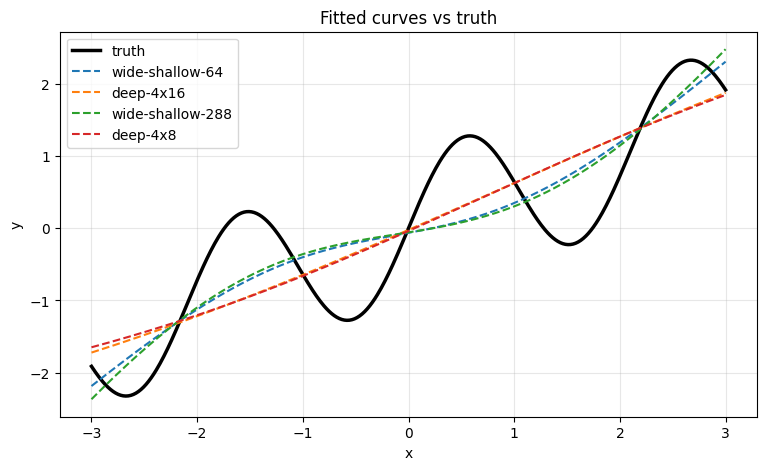 Fitted curves vs truth
truth
wide-shallow-64
deep-4x16
wide-shallow-288
deep-4x8
2
1
0
−1
−2
y
−3
−2
−1
0
1
2
3
x